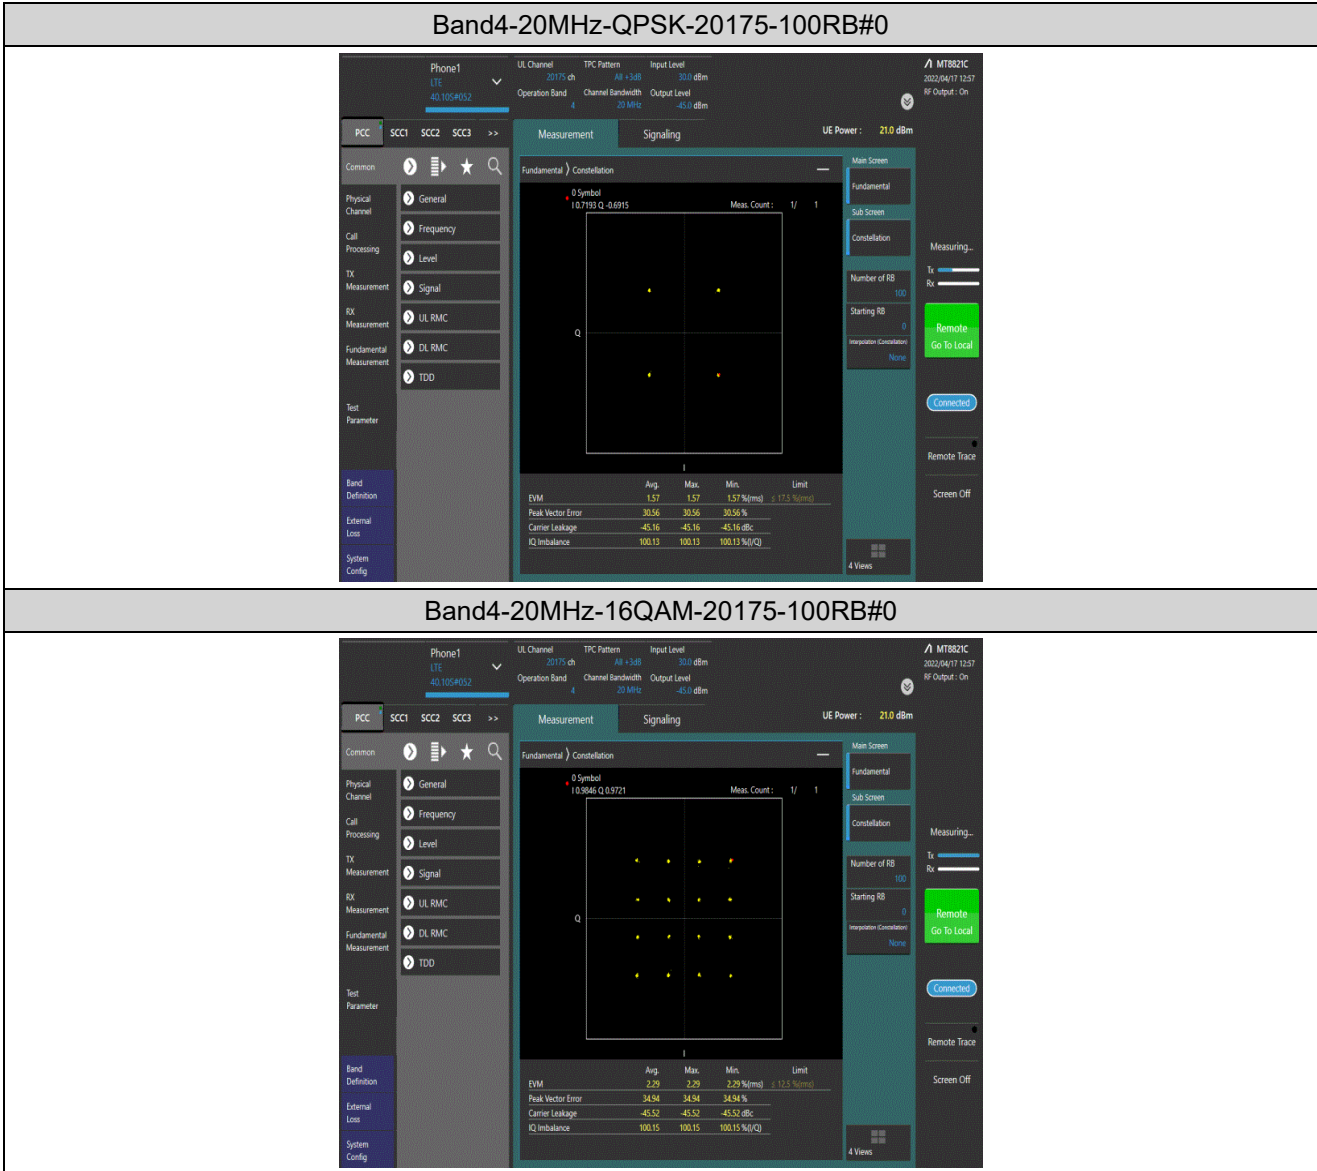 Band4-20MHz-QPSK-20175-100RB#0
Phone1
LTE
40.105#052
UL Channel TPC Pattern Input Level
20175 ch All +3dB 30.0 dBm
Operation Band Channel Bandwidth Output Level
4 20 MHz -45.0 dBm
MT8821C
2022/04/17 12:57
RF Output : On
PCC SCC1 SCC2 SCC3 >>
Measurement Signaling UE Power : 21.0 dBm
Common
Physical
Channel
Call
Processing
TX
Measurement
RX
Measurement
Fundamental
Measurement
Test
Parameter
Band
Definition
External
Loss
System
Config
General
Frequency
Level
Signal
UL RMC
DL RMC
TDD
Fundamental 〉 Constellation
0 Symbol
I 0.7193 Q -0.6915 Meas. Count : 1/ 1
Q
I
Avg. Max. Min. Limit
EVM 1.57 1.57 1.57 %(rms) ≤ 17.5 %(rms)
Peak Vector Error 30.56 30.56 30.56 %
Carrier Leakage -45.16 -45.16 -45.16 dBc
IQ Imbalance 100.13 100.13 100.13 %(I/Q)
Main Screen
Fundamental
Sub Screen
Constellation
Number of RB
100
Starting RB
0
Interpolation (Constellation)
None
4 Views
Measuring...
Tx
Rx
Remote
Go To Local
Connected
Remote Trace
Screen Off
Band4-20MHz-16QAM-20175-100RB#0
Phone1
LTE
40.105#052
UL Channel TPC Pattern Input Level
20175 ch All +3dB 30.0 dBm
Operation Band Channel Bandwidth Output Level
4 20 MHz -45.0 dBm
MT8821C
2022/04/17 12:57
RF Output : On
PCC SCC1 SCC2 SCC3 >>
Measurement Signaling UE Power : 21.0 dBm
Common
Physical
Channel
Call
Processing
TX
Measurement
RX
Measurement
Fundamental
Measurement
Test
Parameter
Band
Definition
External
Loss
System
Config
General
Frequency
Level
Signal
UL RMC
DL RMC
TDD
Fundamental 〉 Constellation
0 Symbol
I 0.9846 Q 0.9721 Meas. Count : 1/ 1
Q
I
Avg. Max. Min. Limit
EVM 2.29 2.29 2.29 %(rms) ≤ 12.5 %(rms)
Peak Vector Error 34.94 34.94 34.94 %
Carrier Leakage -45.52 -45.52 -45.52 dBc
IQ Imbalance 100.15 100.15 100.15 %(I/Q)
Main Screen
Fundamental
Sub Screen
Constellation
Number of RB
100
Starting RB
0
Interpolation (Constellation)
None
4 Views
Measuring...
Tx
Rx
Remote
Go To Local
Connected
Remote Trace
Screen Off